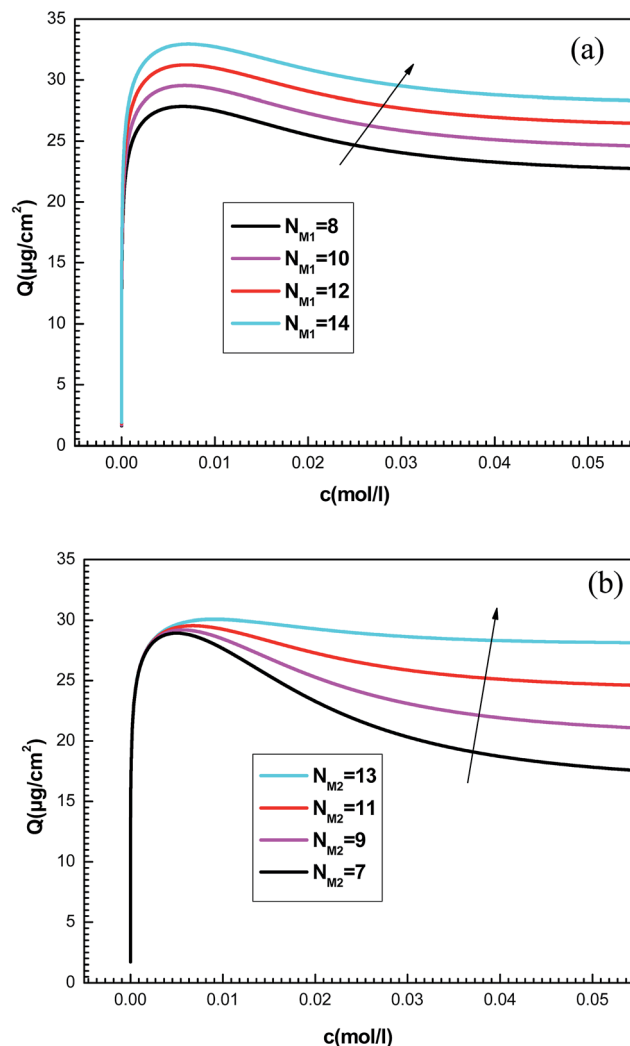 (a)
35
30
25
20
15
10
5
0
Q(µg/cm²)
N_M1=8
N_M1=10
N_M1=12
N_M1=14
0.00 0.01 0.02 0.03 0.04 0.05
c(mol/l)
(b)
35
30
25
20
15
10
5
0
Q(µg/cm²)
N_M2=13
N_M2=11
N_M2=9
N_M2=7
0.00 0.01 0.02 0.03 0.04 0.05
c(mol/l)